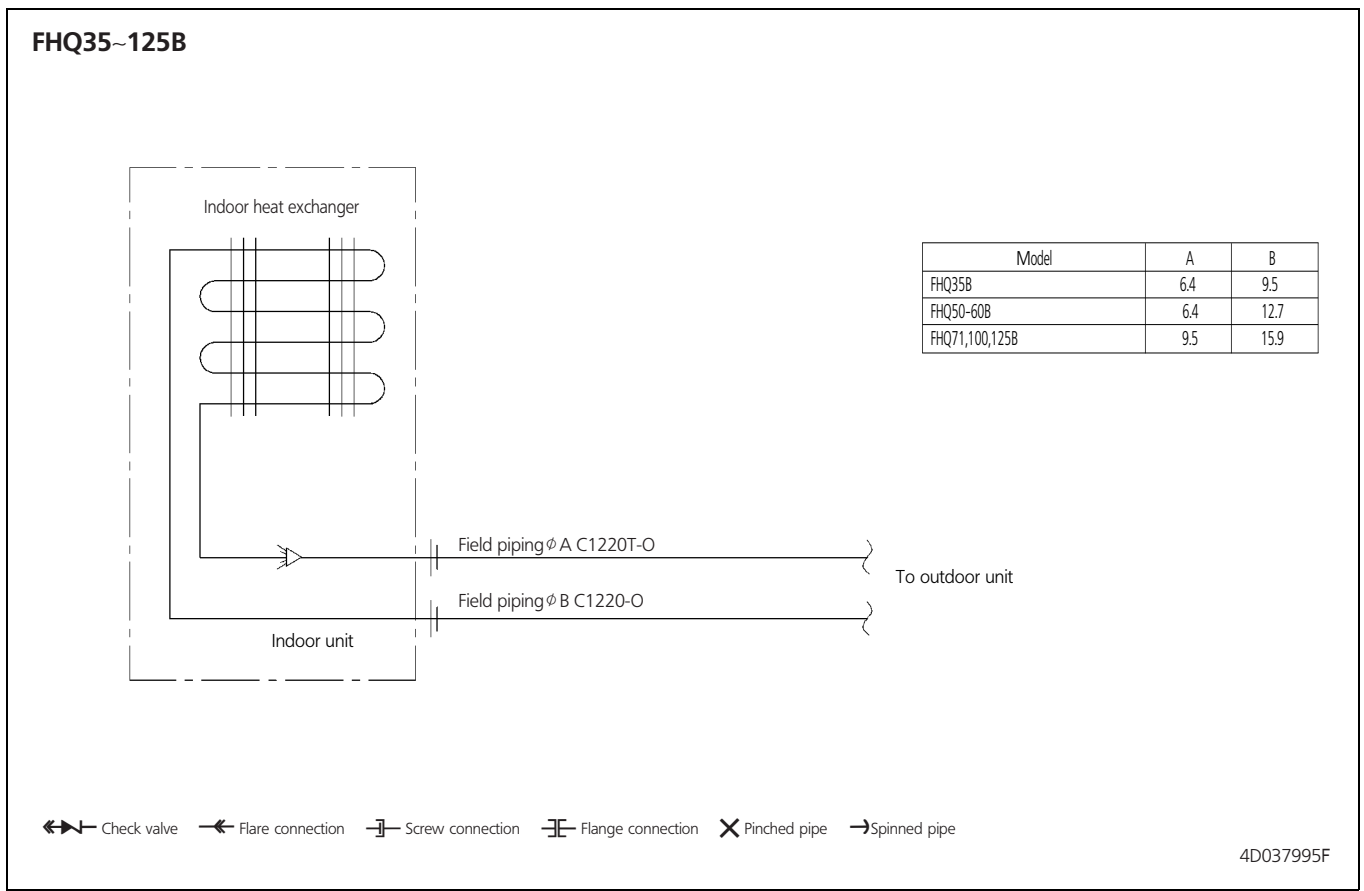 FHQ35~125B
Indoor heat exchanger
Model A B
FHQ35B 6.4 9.5
FHQ50-60B 6.4 12.7
FHQ71,100,125B 9.5 15.9
Field piping ϕ A C1220T-O
To outdoor unit
Field piping ϕ B C1220-O
Indoor unit
Check valve Flare connection Screw connection Flange connection Pinched pipe Spinned pipe
4D037995F